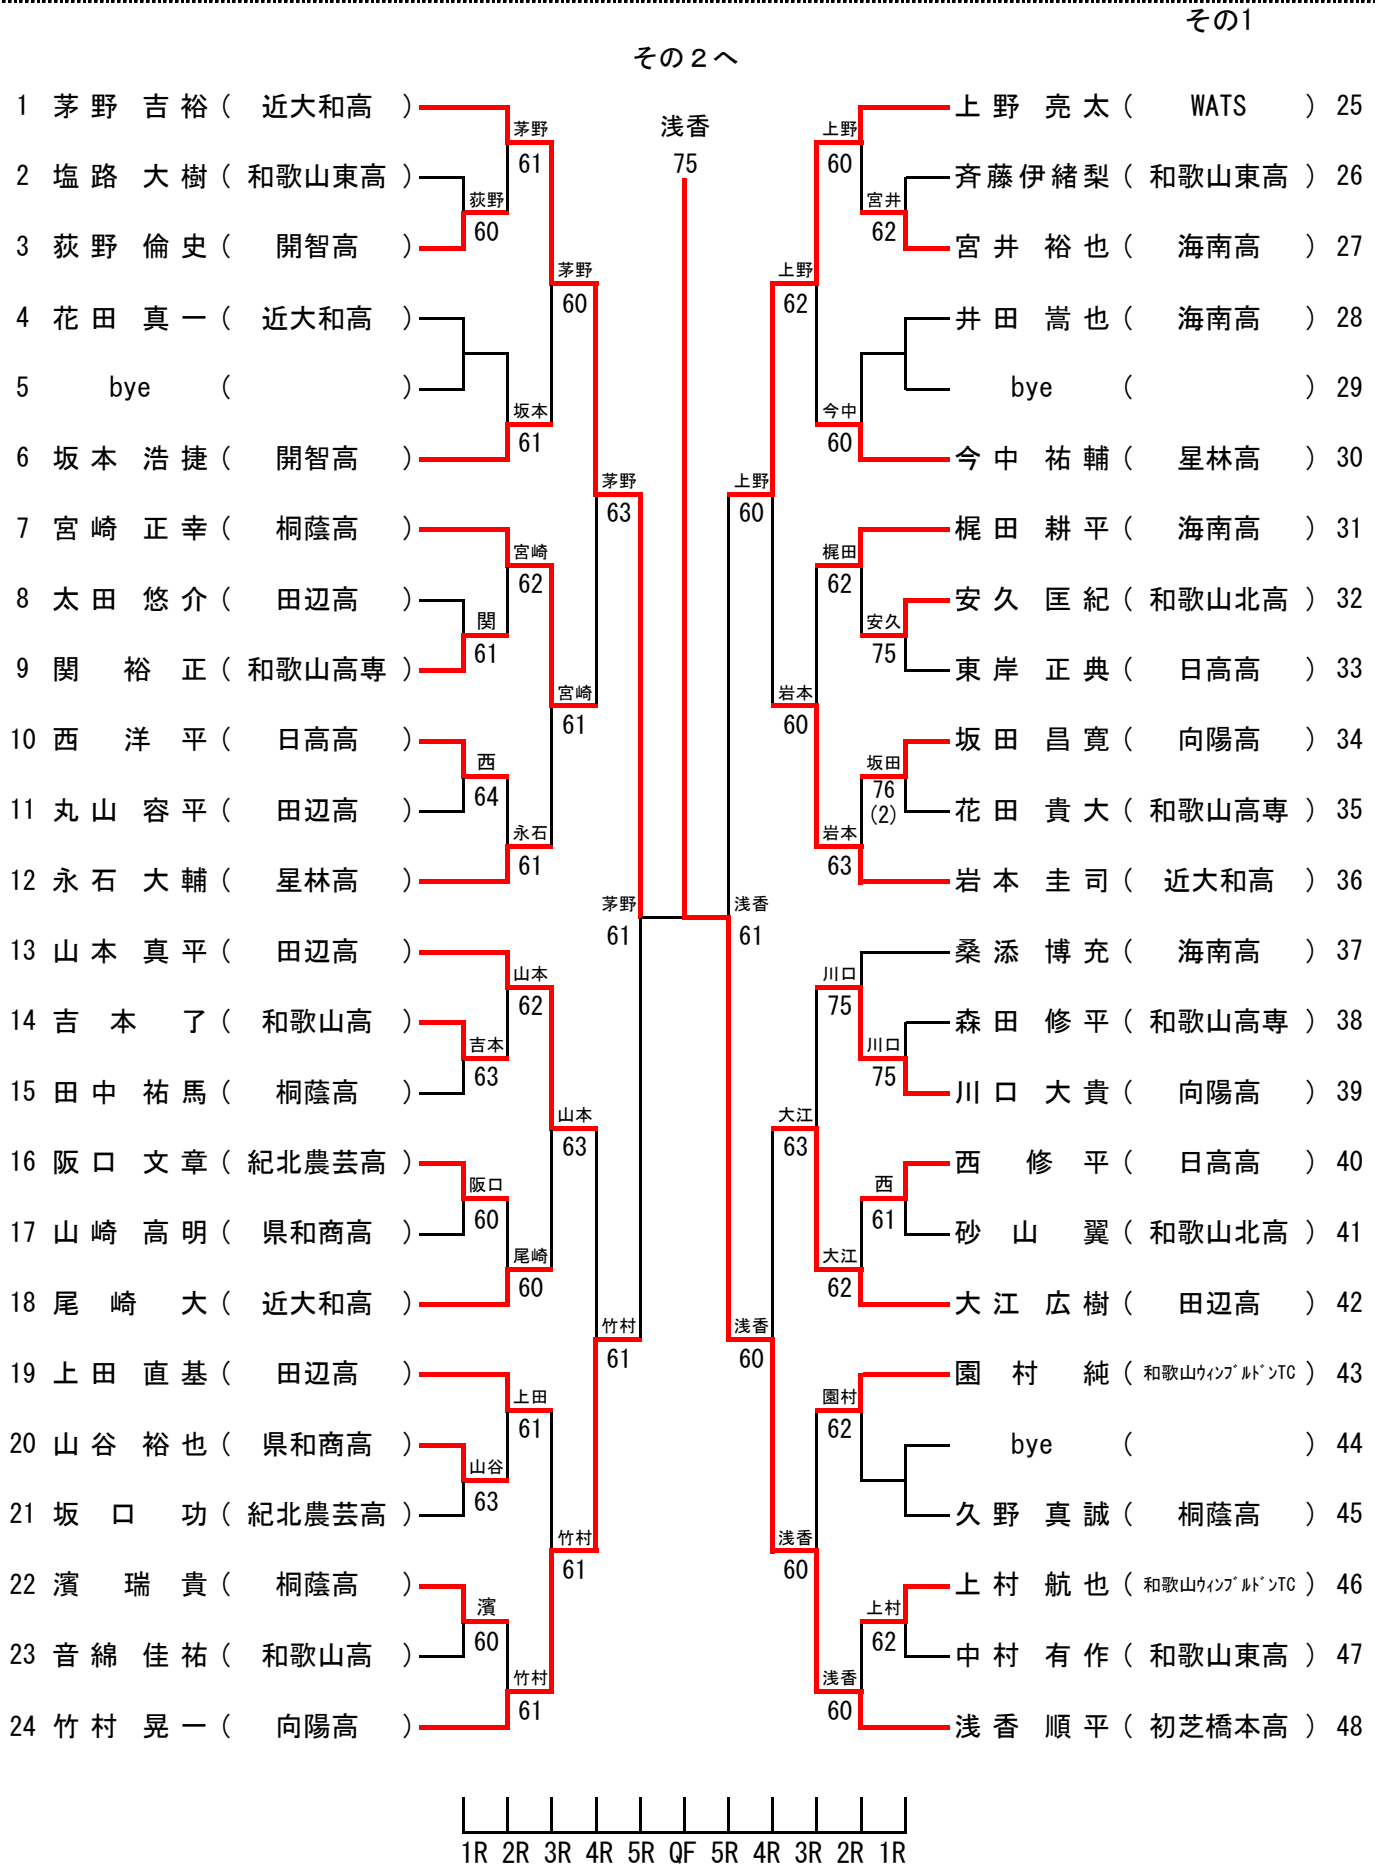 その1
その２へ
浅香
75
1 茅野 吉裕( 近大和高 )
2 塩路 大樹( 和歌山東高 )
3 荻野 倫史( 開智高 )
4 花田 真一( 近大和高 )
5 bye ( )
6 坂本 浩捷( 開智高 )
7 宮崎 正幸( 桐蔭高 )
8 太田 悠介( 田辺高 )
9 関 裕正( 和歌山高専 )
10 西 洋平( 日高高 )
11 丸山 容平( 田辺高 )
12 永石 大輔( 星林高 )
13 山本 真平( 田辺高 )
14 吉本 了( 和歌山高 )
15 田中 祐馬( 桐蔭高 )
16 阪口 文章( 紀北農芸高 )
17 山崎 高明( 県和商高 )
18 尾崎 大( 近大和高 )
19 上田 直基( 田辺高 )
20 山谷 裕也( 県和商高 )
21 坂口 功( 紀北農芸高 )
22 濱 瑞貴( 桐蔭高 )
23 音綿 佳祐( 和歌山高 )
24 竹村 晃一( 向陽高 )
荻野
60
関
61
西
64
吉本
63
阪口
60
山谷
63
濱
60
茅野
61
坂本
61
宮崎
62
永石
61
山本
62
尾崎
60
上田
61
竹村
61
茅野
60
宮崎
61
山本
63
竹村
61
茅野
63
竹村
61
茅野
61
浅香
61
上野
60
浅香
60
上野
62
岩本
60
大江
63
浅香
60
上野
60
今中
60
梶田
62
岩本
63
川口
75
大江
62
園村
62
浅香
60
宮井
62
安久
75
坂田
76
(2)
川口
75
西
61
上村
62
上野 亮太( WATS ) 25
斉藤伊緒梨( 和歌山東高 ) 26
宮井 裕也( 海南高 ) 27
井田 嵩也( 海南高 ) 28
bye ( ) 29
今中 祐輔( 星林高 ) 30
梶田 耕平( 海南高 ) 31
安久 匡紀( 和歌山北高 ) 32
東岸 正典( 日高高 ) 33
坂田 昌寛( 向陽高 ) 34
花田 貴大( 和歌山高専 ) 35
岩本 圭司( 近大和高 ) 36
桑添 博充( 海南高 ) 37
森田 修平( 和歌山高専 ) 38
川口 大貴( 向陽高 ) 39
西 修平( 日高高 ) 40
砂山 翼( 和歌山北高 ) 41
大江 広樹( 田辺高 ) 42
園村 純( 和歌山ｳｨﾝﾌﾞﾙﾄﾞﾝTC ) 43
bye ( ) 44
久野 真誠( 桐蔭高 ) 45
上村 航也( 和歌山ｳｨﾝﾌﾞﾙﾄﾞﾝTC ) 46
中村 有作( 和歌山東高 ) 47
浅香 順平( 初芝橋本高 ) 48
1R 2R 3R 4R 5R QF 5R 4R 3R 2R 1R